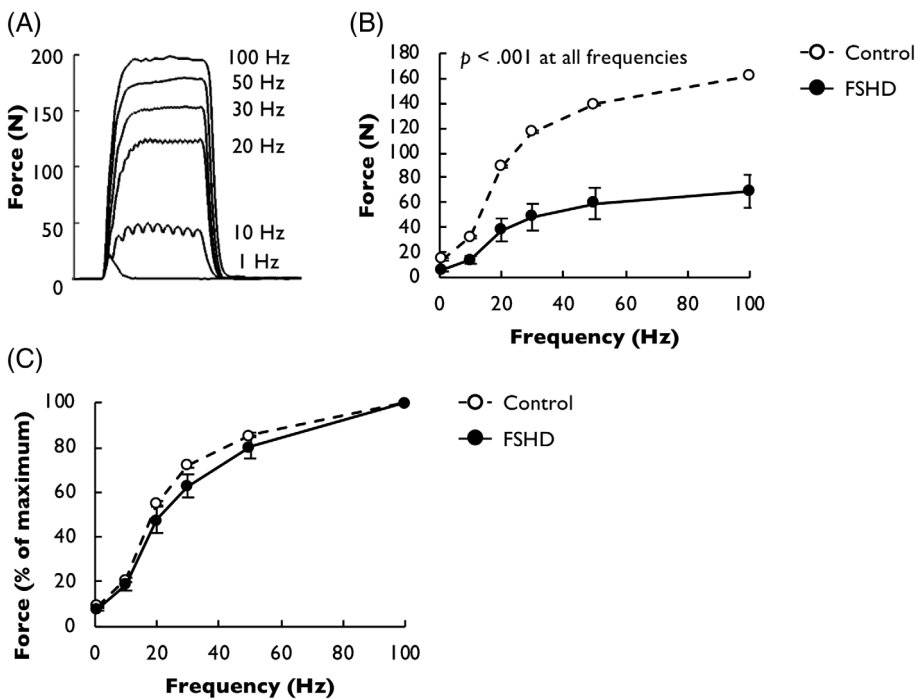 (A)
Force (N)
200
150
100
50
0
100 Hz
50 Hz
30 Hz
20 Hz
10 Hz
1 Hz
(B)
p < .001 at all frequencies
Force (N)
180
160
140
120
100
80
60
40
20
0
0 20 40 60 80 100
Frequency (Hz)
Control
FSHD
(C)
Force (% of maximum)
100
80
60
40
20
0
0 20 40 60 80 100
Frequency (Hz)
Control
FSHD